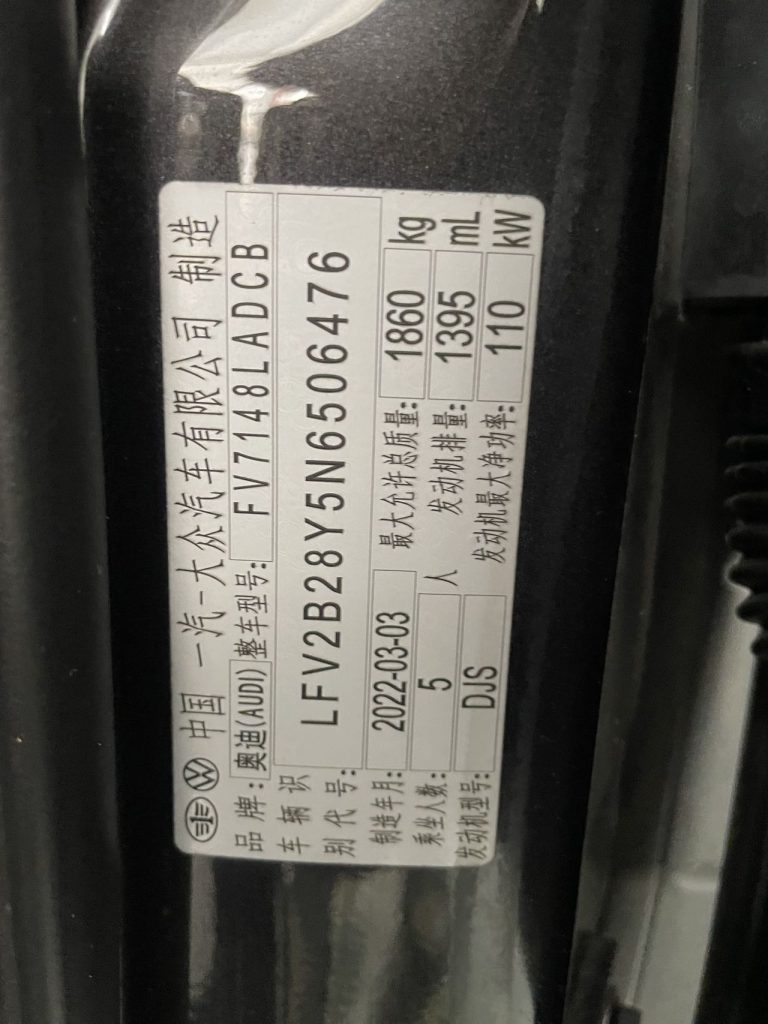 中国 一汽-大众汽车有限公司 制造
品牌: 奥迪(AUDI) 整车型号: FV7148LADCB
车辆识别代号: LFV2B28Y5N6506476
制造年月: 2022-03-03 最大允许总质量: 1860 kg
乘坐人数: 5 人 发动机排量: 1395 mL
发动机型号: DJS 发动机最大净功率: 110 kW